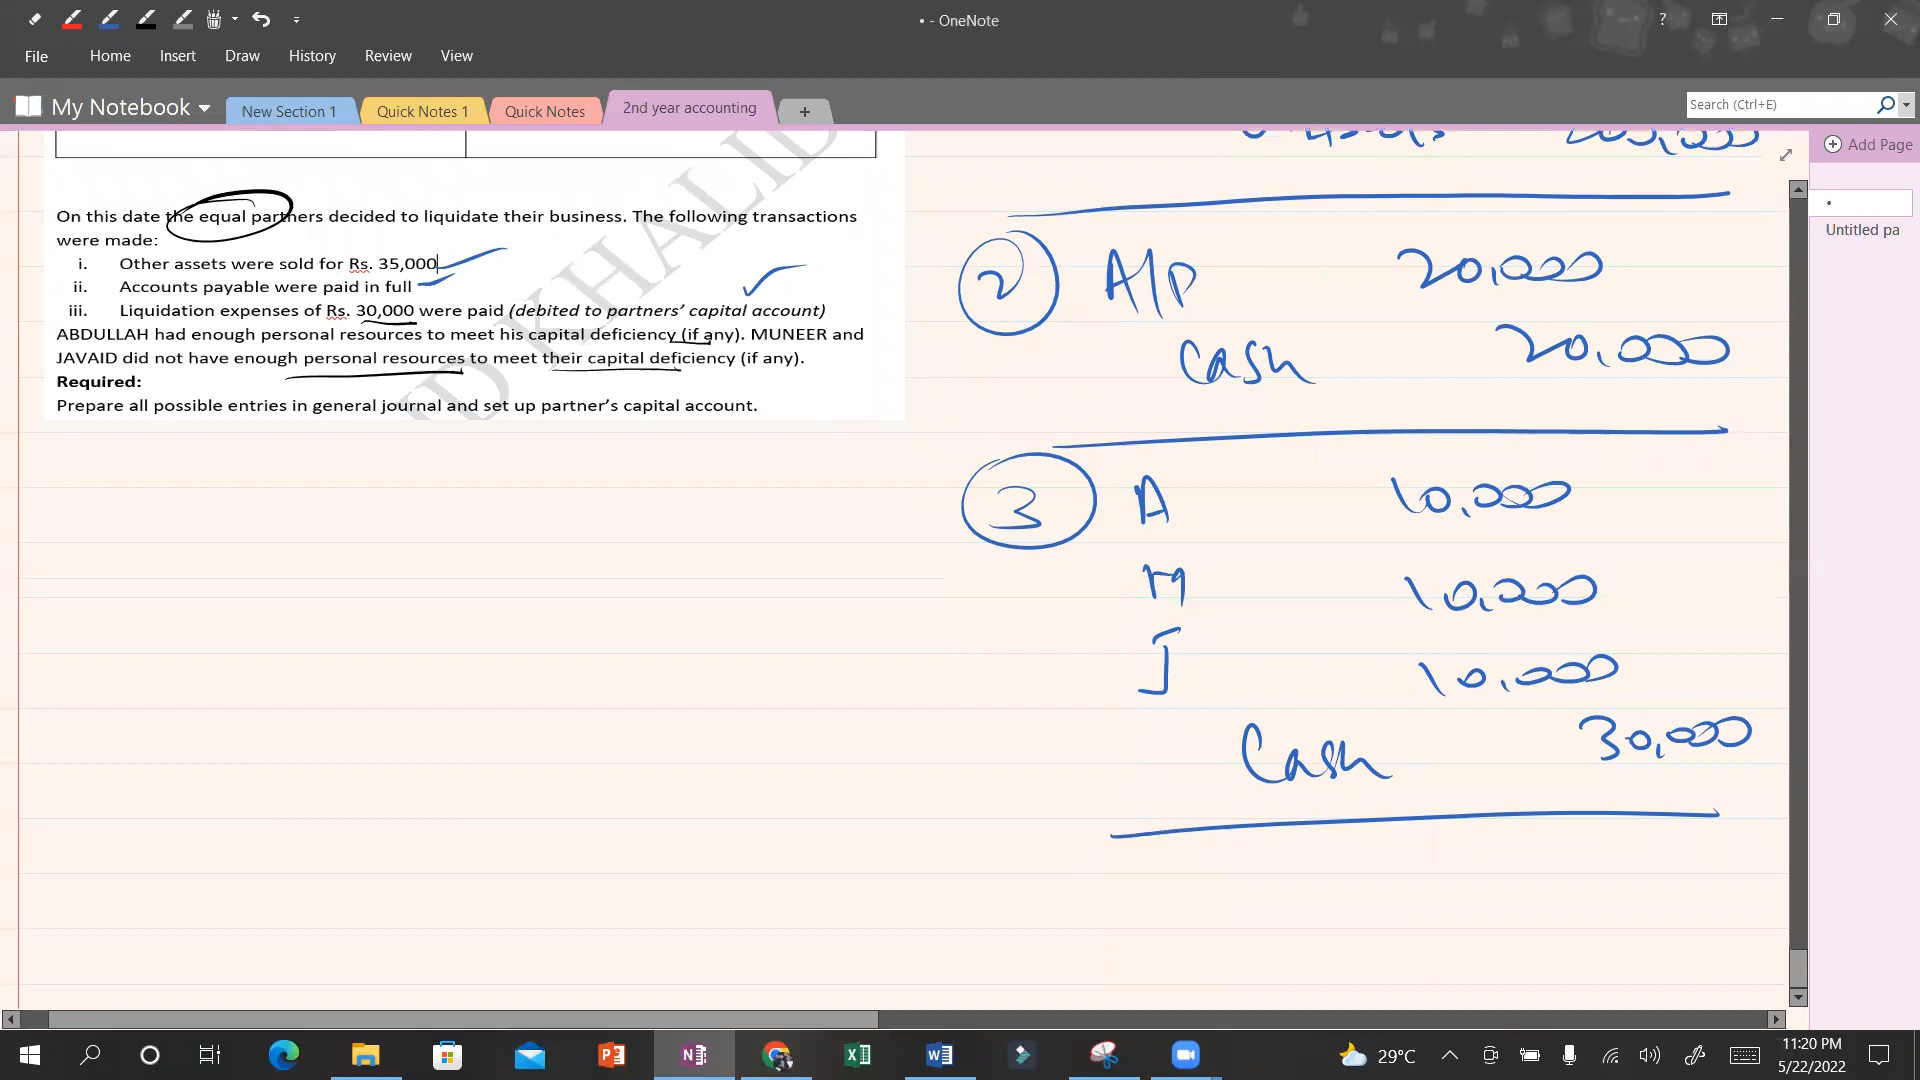 • - OneNote
?
File
Home
Insert
Draw
History
Review
View
My Notebook
New Section 1
Quick Notes 1
Quick Notes
2nd year accounting
+
Search (Ctrl+E)
Add Page
•
Untitled pa
KHALID
On this date the equal partners decided to liquidate their business. The following transactions
were made:
i. Other assets were sold for Rs. 35,000
ii. Accounts payable were paid in full
iii. Liquidation expenses of Rs. 30,000 were paid (debited to partners' capital account)
ABDULLAH had enough personal resources to meet his capital deficiency (if any). MUNEER and
JAVAID did not have enough personal resources to meet their capital deficiency (if any).
Required:
Prepare all possible entries in general journal and set up partner's capital account.
2 A/P 20,000
Cash 20,000
3 A 10,000
M 10,000
J 10,000
Cash 30,000
29°C
11:20 PM
5/22/2022